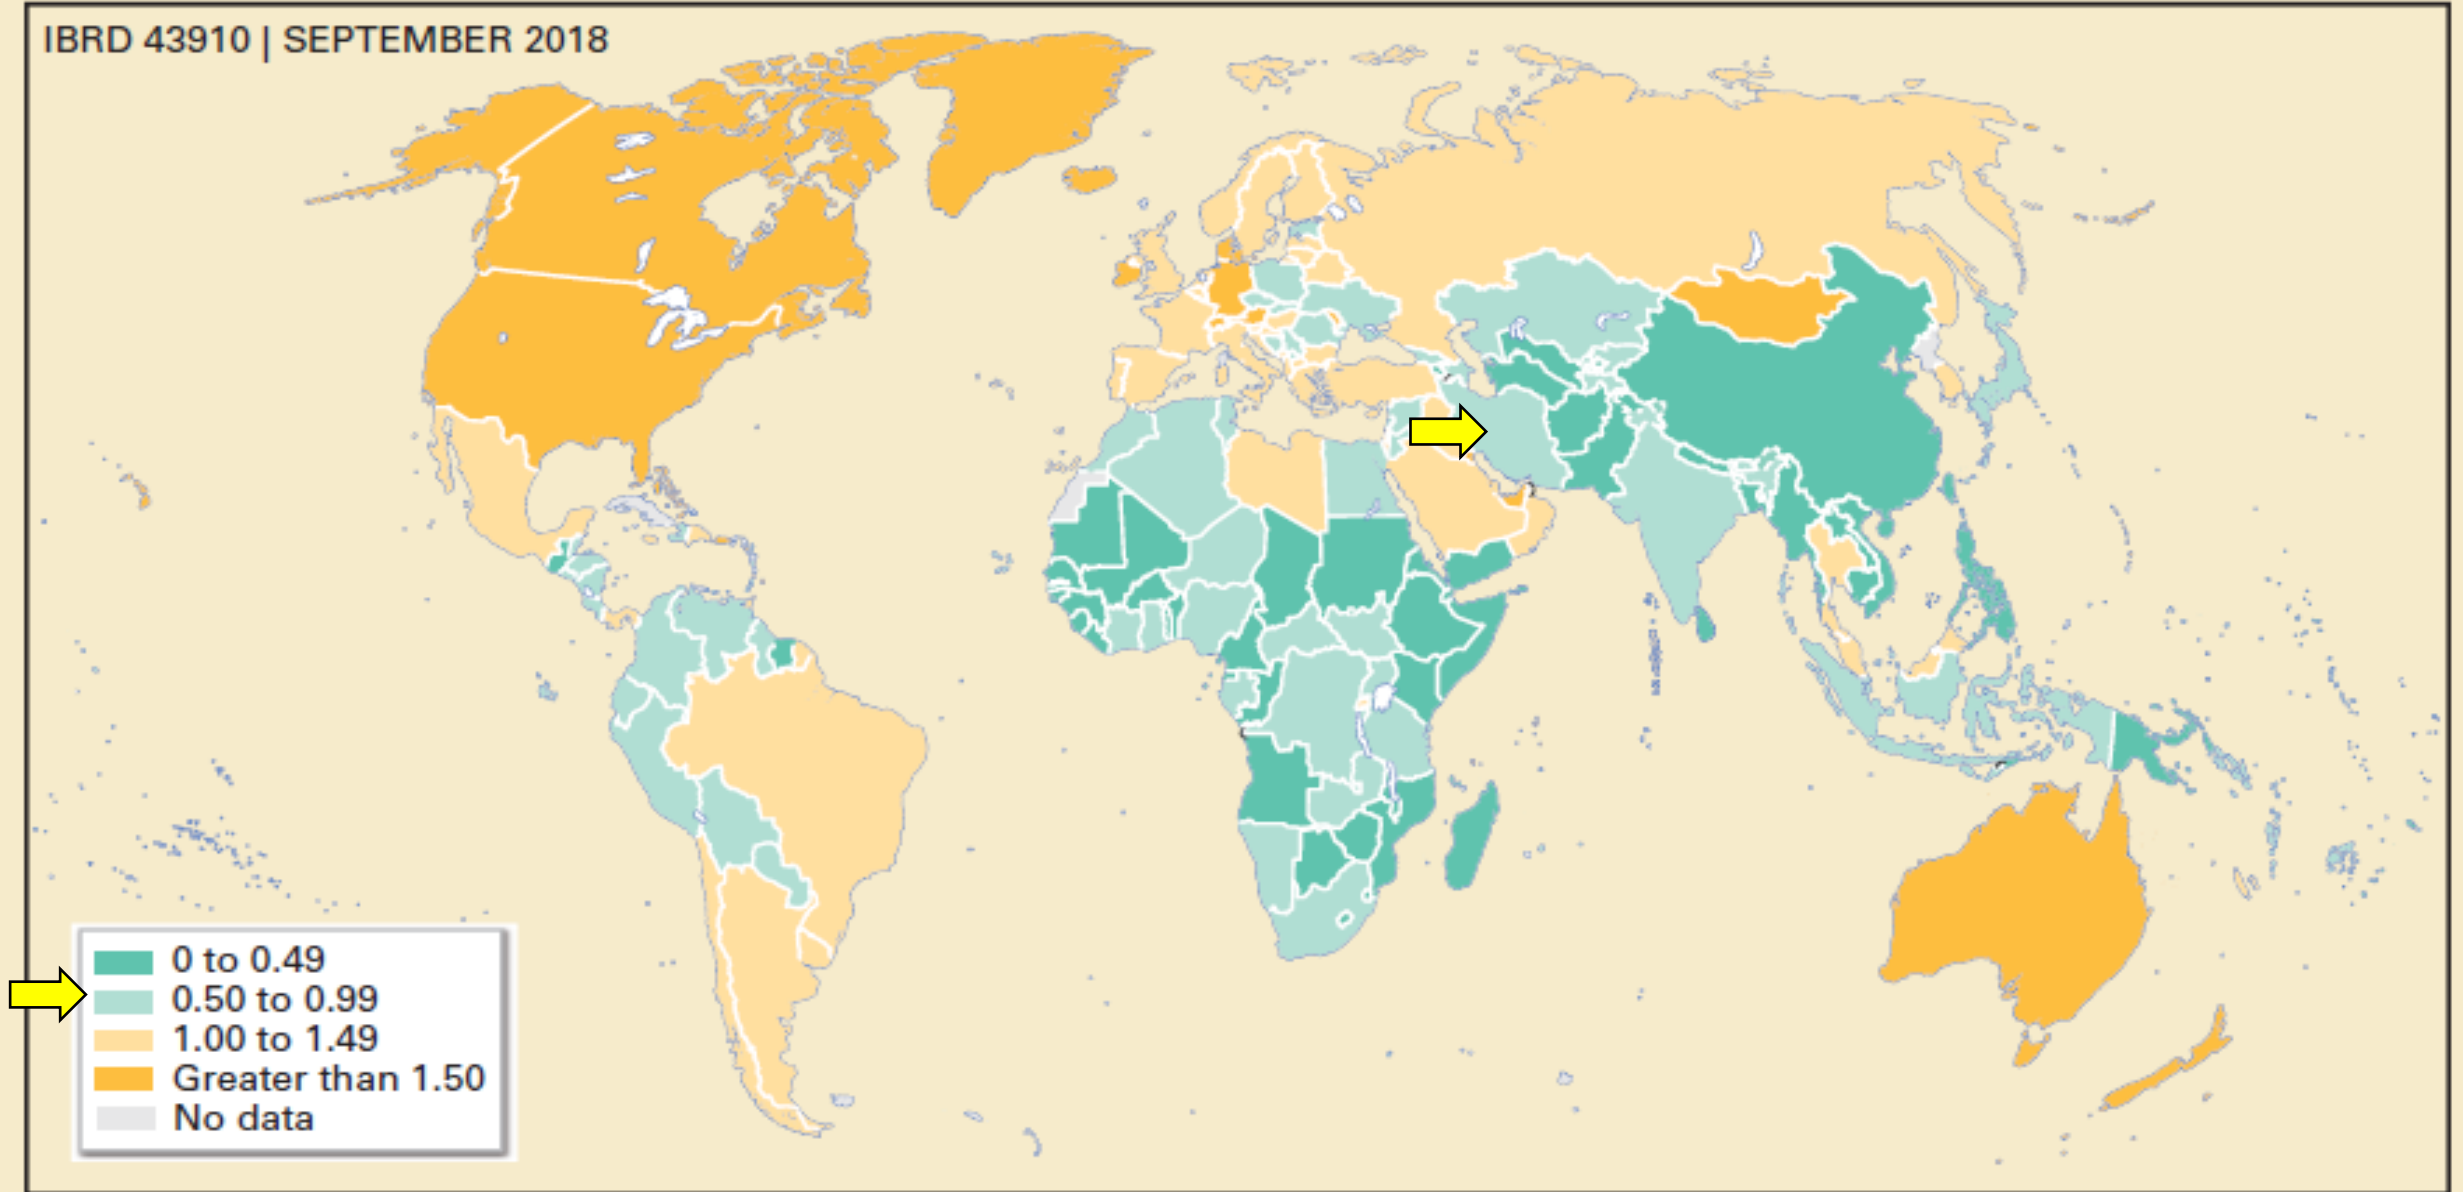 IBRD 43910 | SEPTEMBER 2018
0 to 0.49
0.50 to 0.99
1.00 to 1.49
Greater than 1.50
No data